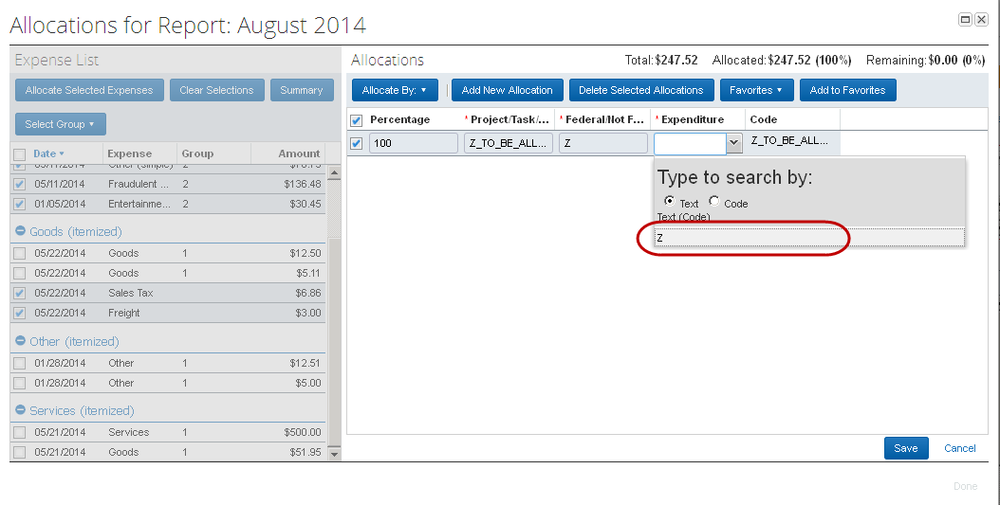 Allocations for Report: August 2014
Expense List
Allocate Selected Expenses Clear Selections Summary
Select Group
Date Expense Group Amount
05/11/2014 Other (Simple) 2
05/11/2014 Fraudulent ... 2 $136.48
01/05/2014 Entertainme... 2 $30.45
Goods (itemized)
05/22/2014 Goods 1 $12.50
05/22/2014 Goods 1 $5.11
05/22/2014 Sales Tax $6.86
05/22/2014 Freight $3.00
Other (itemized)
01/28/2014 Other 1 $12.51
01/28/2014 Other 1 $5.00
Services (itemized)
05/21/2014 Services 1 $500.00
05/21/2014 Goods 1 $51.95
Allocations
Total:$247.52 Allocated:$247.52 (100%) Remaining:$0.00 (0%)
Allocate By: Add New Allocation Delete Selected Allocations Favorites Add to Favorites
Percentage * Project/Task/... * Federal/Not F... * Expenditure Code
100 Z_TO_BE_ALL... Z Z_TO_BE_ALL...
Type to search by:
Text Code
Text (Code)
Z
Save Cancel
Done